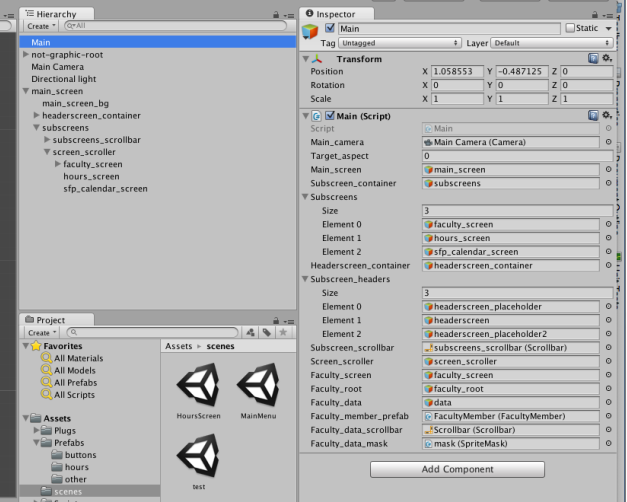 Hierarchy
Create
All
Main
not-graphic-root
Main Camera
Directional light
main_screen
main_screen_bg
headerscreen_container
subscreens
subscreens_scrollbar
screen_scroller
faculty_screen
hours_screen
sfp_calendar_screen
Project
Create
Favorites
All Materials
All Models
All Prefabs
All Scripts
Assets
Plugs
Prefabs
buttons
hours
other
scenes
Assets scenes
HoursScreen MainMenu
test
Inspector
Main Static
Tag Untagged Layer Default
Transform
Position X 1.058553 Y -0.487125 Z 0
Rotation X 0 Y 0 Z 0
Scale X 1 Y 1 Z 1
Main (Script)
Script Main
Main_camera Main Camera (Camera)
Target_aspect 0
Main_screen main_screen
Subscreen_container subscreens
Subscreens
Size 3
Element 0 faculty_screen
Element 1 hours_screen
Element 2 sfp_calendar_screen
Headerscreen_container headerscreen_container
Subscreen_headers
Size 3
Element 0 headerscreen_placeholder
Element 1 headerscreen
Element 2 headerscreen_placeholder2
Subscreen_scrollbar subscreens_scrollbar (Scrollbar)
Screen_scroller screen_scroller
Faculty_screen faculty_screen
Faculty_root faculty_root
Faculty_data data
Faculty_member_prefab FacultyMember (FacultyMember)
Faculty_data_scrollbar Scrollbar (Scrollbar)
Faculty_data_mask mask (SpriteMask)
Add Component